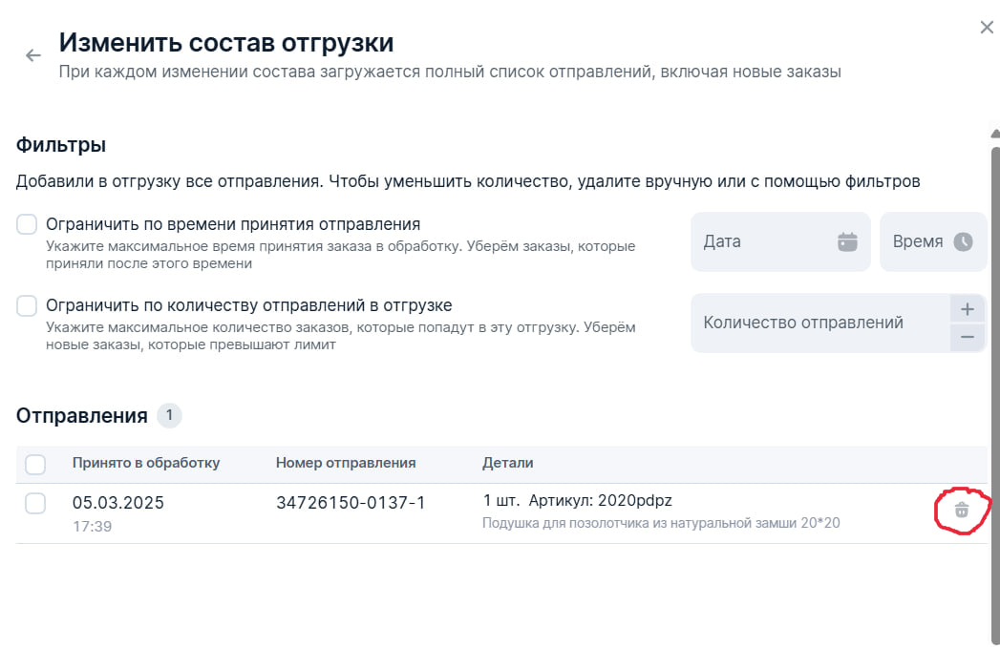 Изменить состав отгрузки
При каждом изменении состава загружается полный список отправлений, включая новые заказы
Фильтры
Добавили в отгрузку все отправления. Чтобы уменьшить количество, удалите вручную или с помощью фильтров
Ограничить по времени принятия отправления
Укажите максимальное время принятия заказа в обработку. Уберём заказы, которые
приняли после этого времени
Дата
Время
Ограничить по количеству отправлений в отгрузке
Укажите максимальное количество заказов, которые попадут в эту отгрузку. Уберём
новые заказы, которые превышают лимит
Количество отправлений
Отправления 1
Принято в обработку Номер отправления Детали
05.03.2025 34726150-0137-1 1 шт. Артикул: 2020pdpz
17:39 Подушка для позолотчика из натуральной замши 20*20